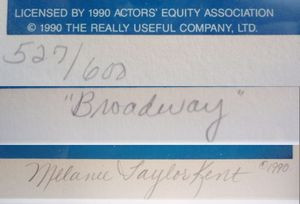 LICENSED BY 1990 ACTORS' EQUITY ASSOCIATION
© 1990 THE REALLY USEFUL COMPANY, LTD.
527/600
"Broadway"
Melanie Taylor Kent ©1990